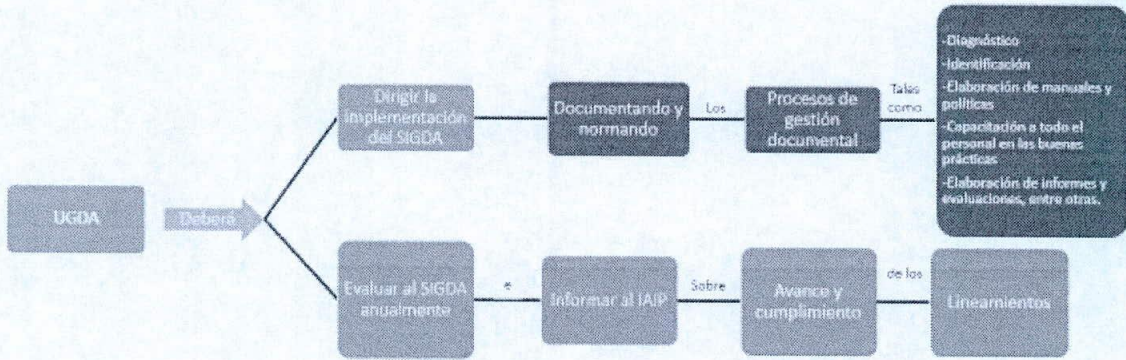 UGDA
Deberá
Dirigir la
implementación
del SIGDA
Documentando y
normando
Los
Procesos de
gestión
documental
Tales
como
-Diagnóstico
-Identificación
-Elaboración de manuales y
políticas
-Capacitación a todo el
personal en las buenas
prácticas
-Elaboración de informes y
evaluaciones, entre otras.
Evaluar al SIGDA
anualmente
e
Informar al IAIP
Sobre
Avance y
cumplimiento
de los
Lineamientos